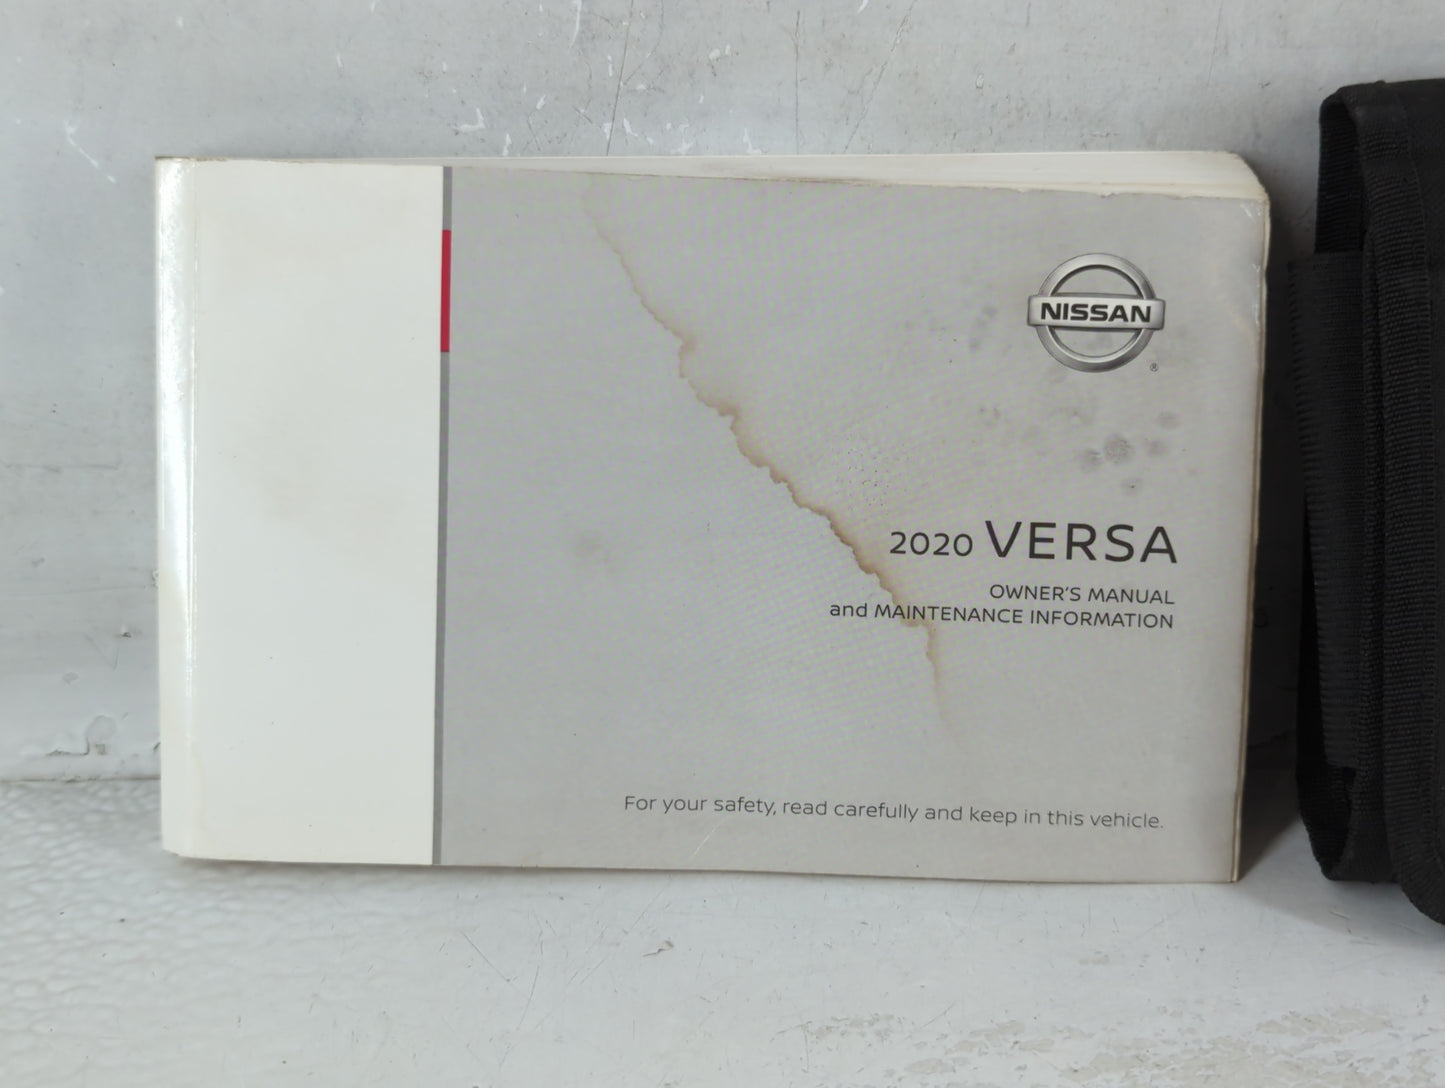 NISSAN
®
2020 VERSA
OWNER'S MANUAL
and MAINTENANCE INFORMATION
For your safety, read carefully and keep in this vehicle.